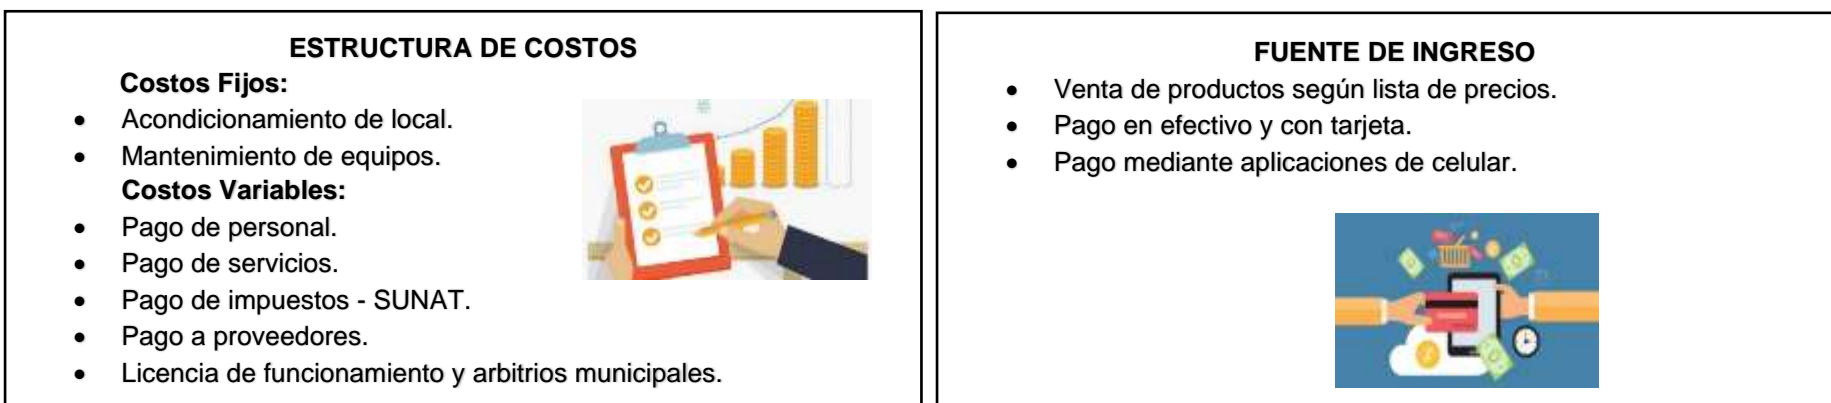 ESTRUCTURA DE COSTOS
Costos Fijos:
• Acondicionamiento de local.
• Mantenimiento de equipos.
Costos Variables:
• Pago de personal.
• Pago de servicios.
• Pago de impuestos - SUNAT.
• Pago a proveedores.
• Licencia de funcionamiento y arbitrios municipales.
FUENTE DE INGRESO
• Venta de productos según lista de precios.
• Pago en efectivo y con tarjeta.
• Pago mediante aplicaciones de celular.